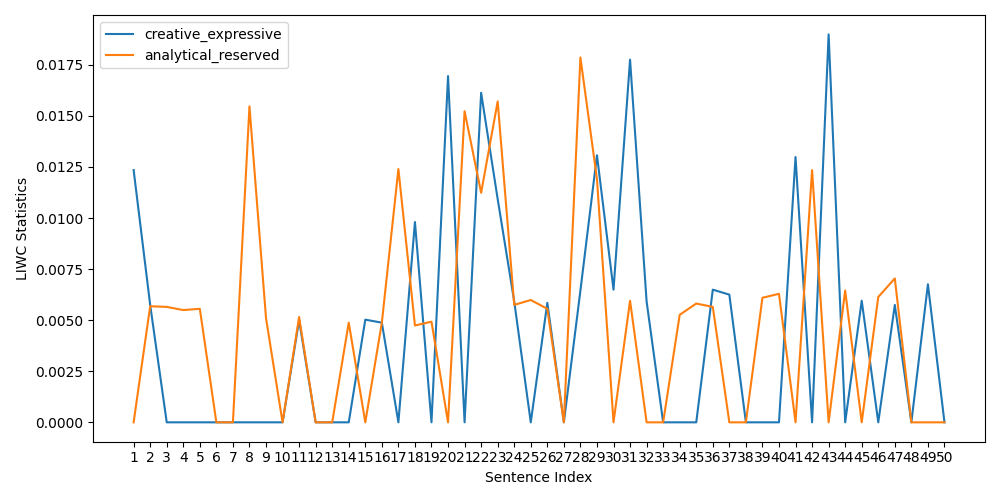 creative_expressive
analytical_reserved
0.0175
0.0150
0.0125
0.0100
0.0075
0.0050
0.0025
0.0000
LIWC Statistics
1 2 3 4 5 6 7 8 9 10 11 12 13 14 15 16 17 18 19 20 21 22 23 24 25 26 27 28 29 30 31 32 33 34 35 36 37 38 39 40 41 42 43 44 45 46 47 48 49 50
Sentence Index